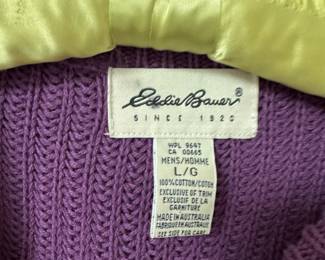 Eddie Bauer®
SINCE 1920
WPL 9647
CA 00665
MENS/HOMME
L/G
100% COTTON/COTON
EXCLUSIVE OF TRIM
EXCLUSIF DE LA
GARNITURE
MADE IN AUSTRALIA
FABRIQUE EN AUSTRALIE
SEE SIDE FOR CARE